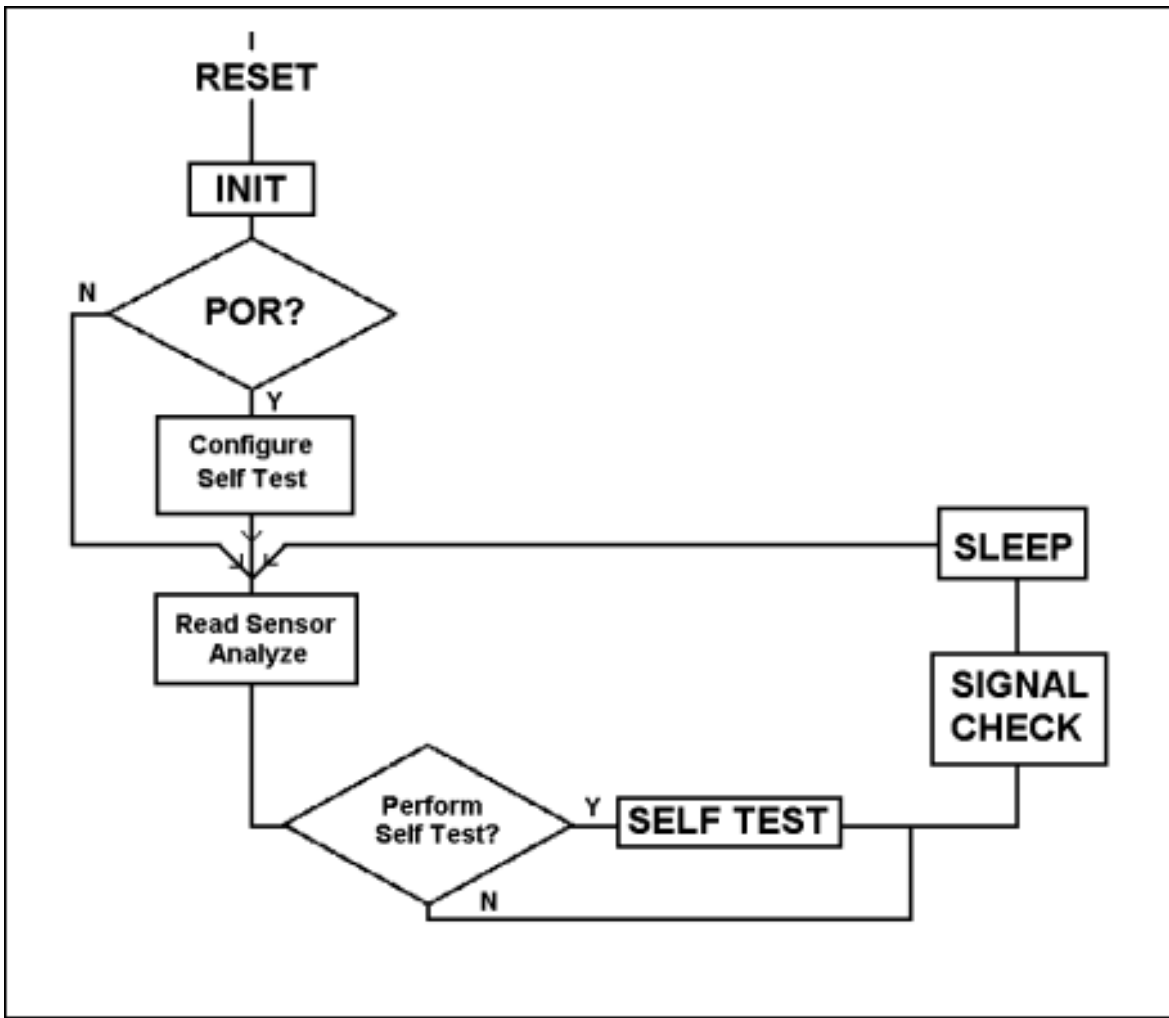 RESET
INIT
N
POR?
Y
Configure
Self Test
SLEEP
Read Sensor
Analyze
SIGNAL
CHECK
Perform
Self Test?
Y
SELF TEST
N